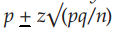 p ± z√(pq/n)